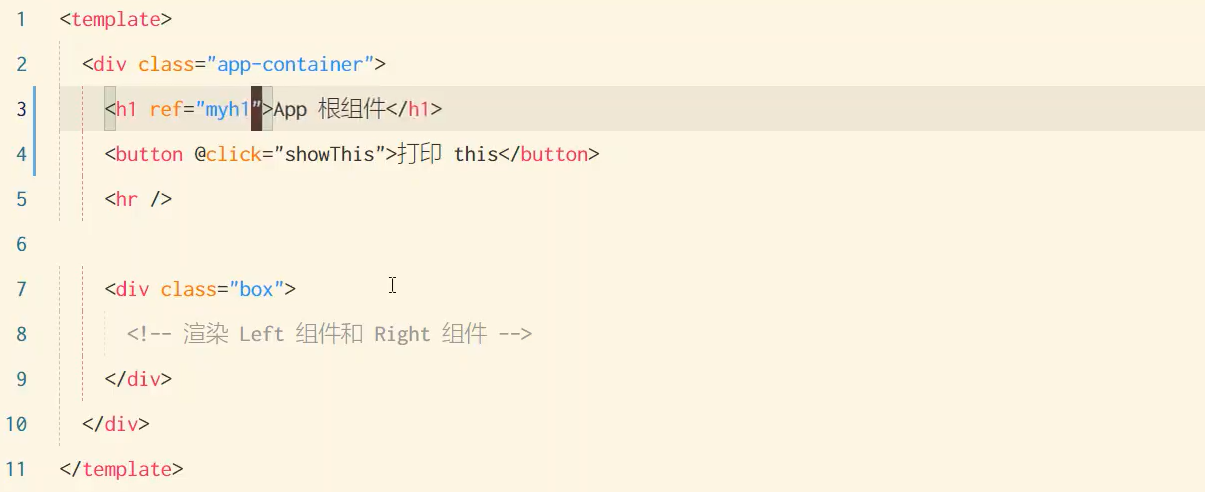 1 <template>
2 <div class="app-container">
3 <h1 ref="myh1">App 根组件</h1>
4 <button @click="showThis">打印 this</button>
5 <hr />
6
7 <div class="box">
8 <!-- 渲染 Left 组件和 Right 组件 -->
9 </div>
10 </div>
11 </template>